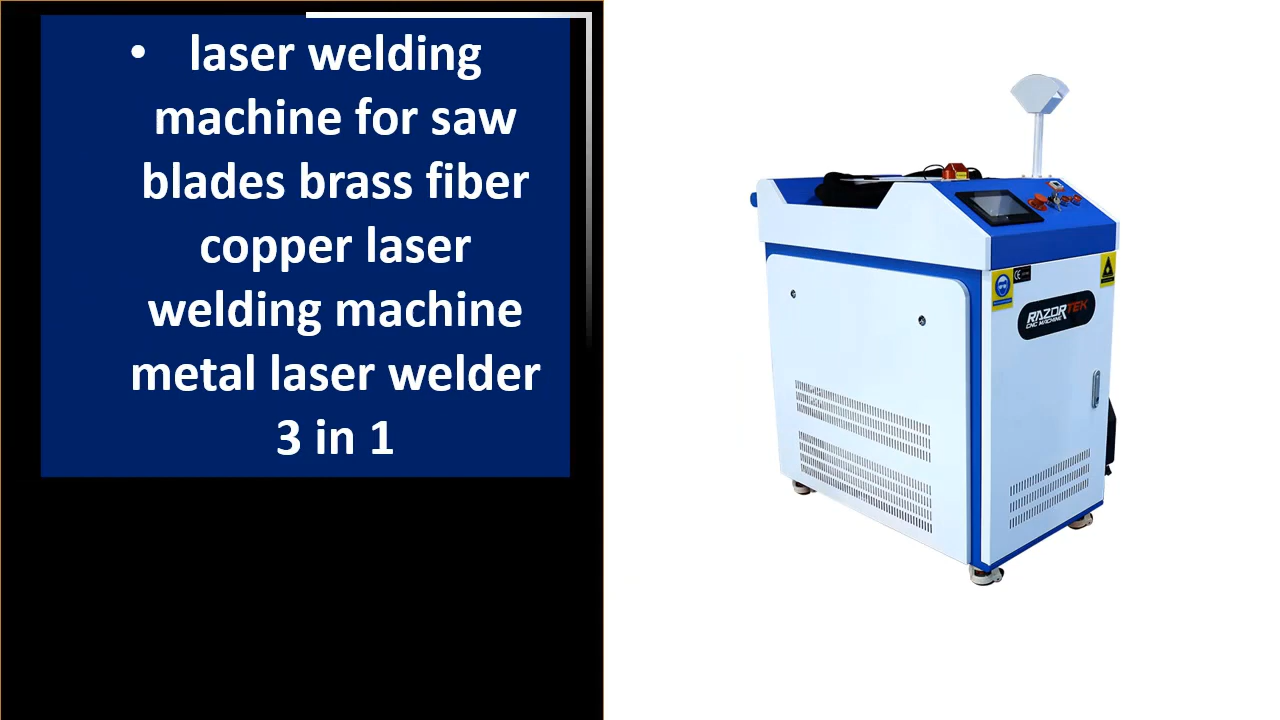 • laser welding
machine for saw
blades brass fiber
copper laser
welding machine
metal laser welder
3 in 1
CE
RAZORTEK
CNC MACHINE